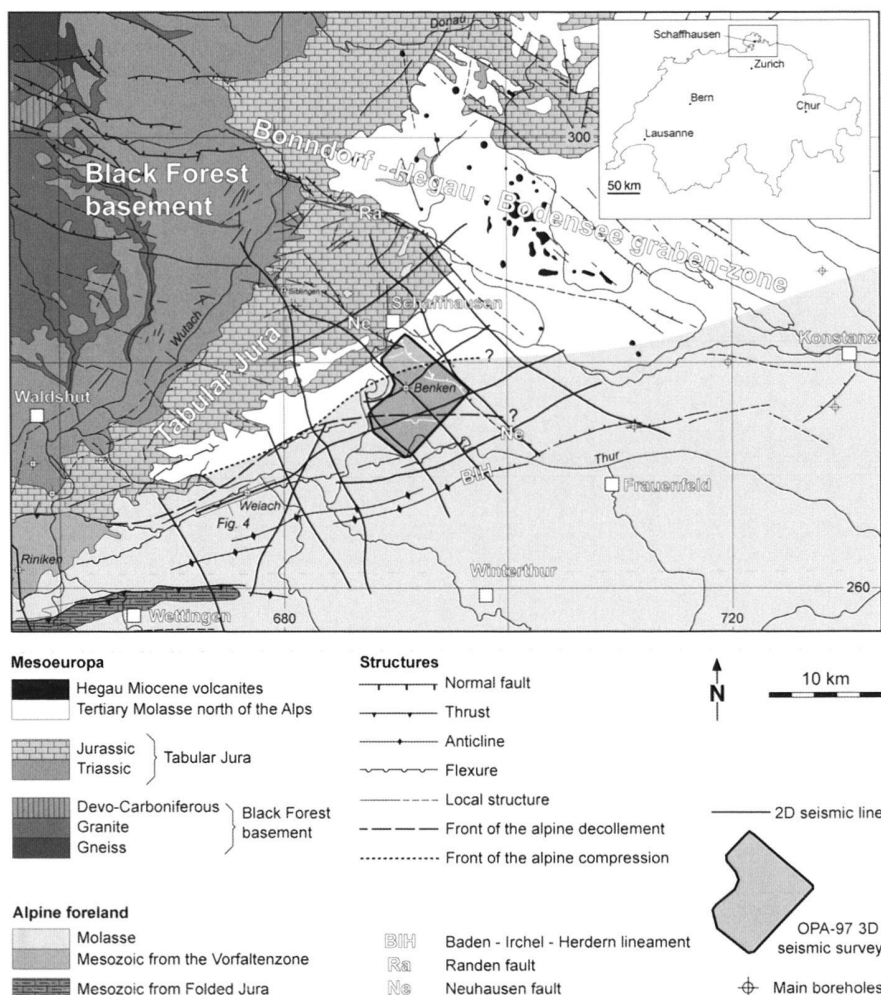 Donau
Schaffhausen
Zurich
Bern
Chur
Lausanne
50 km
300
Black Forest
basement
Bonndorf - Hegau - Bodensee graben-zone
Ra
Siblingen
Schaffhausen
Wutach
Ne
Konstanz
Tabular Jura
?
Benken
Waldshut
?
Ne
BIH
Thur
Frauenfeld
Weiach
Fig. 4
Riniken
Winterthur
260
Wettingen
680
720
Mesoeuropa
Hegau Miocene volcanites
Tertiary Molasse north of the Alps
Jurassic
Triassic
Tabular Jura
Devo-Carboniferous
Granite
Gneiss
Black Forest
basement
Alpine foreland
Molasse
Mesozoic from the Vorfaltenzone
Mesozoic from Folded Jura
Structures
Normal fault
Thrust
Anticline
Flexure
Local structure
Front of the alpine decollement
Front of the alpine compression
BIH Baden - Irchel - Herdern lineament
Ra Randen fault
Ne Neuhausen fault
N
10 km
2D seismic line
OPA-97 3D
seismic survey
Main boreholes